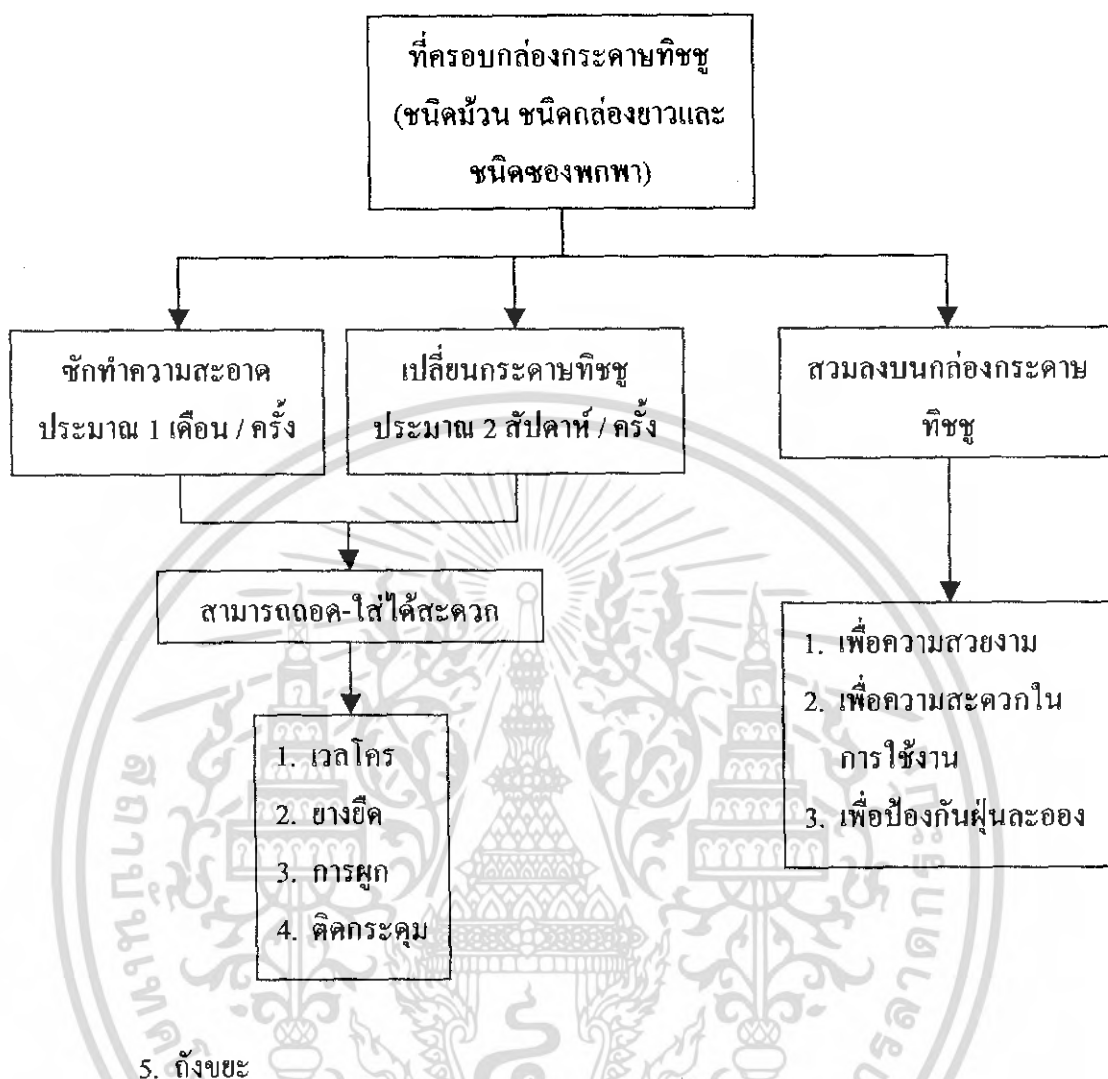 ที่ครอบกล่องกระดาษทิชชู
(ชนิดม้วน ชนิดกล่องยาวและ
ชนิดซองพกพา)
ซักทำความสะอาด
ประมาณ 1 เดือน / ครั้ง
เปลี่ยนกระดาษทิชชู
ประมาณ 2 สัปดาห์ / ครั้ง
สวมลงบนกล่องกระดาษ
ทิชชู
สามารถถอด-ใส่ได้สะดวก
1. เวลโคร
2. ยางยืด
3. การผูก
4. ติดกระดุม
1. เพื่อความสวยงาม
2. เพื่อความสะดวกใน
การใช้งาน
3. เพื่อป้องกันฝุ่นละออง
5. ถังขยะ